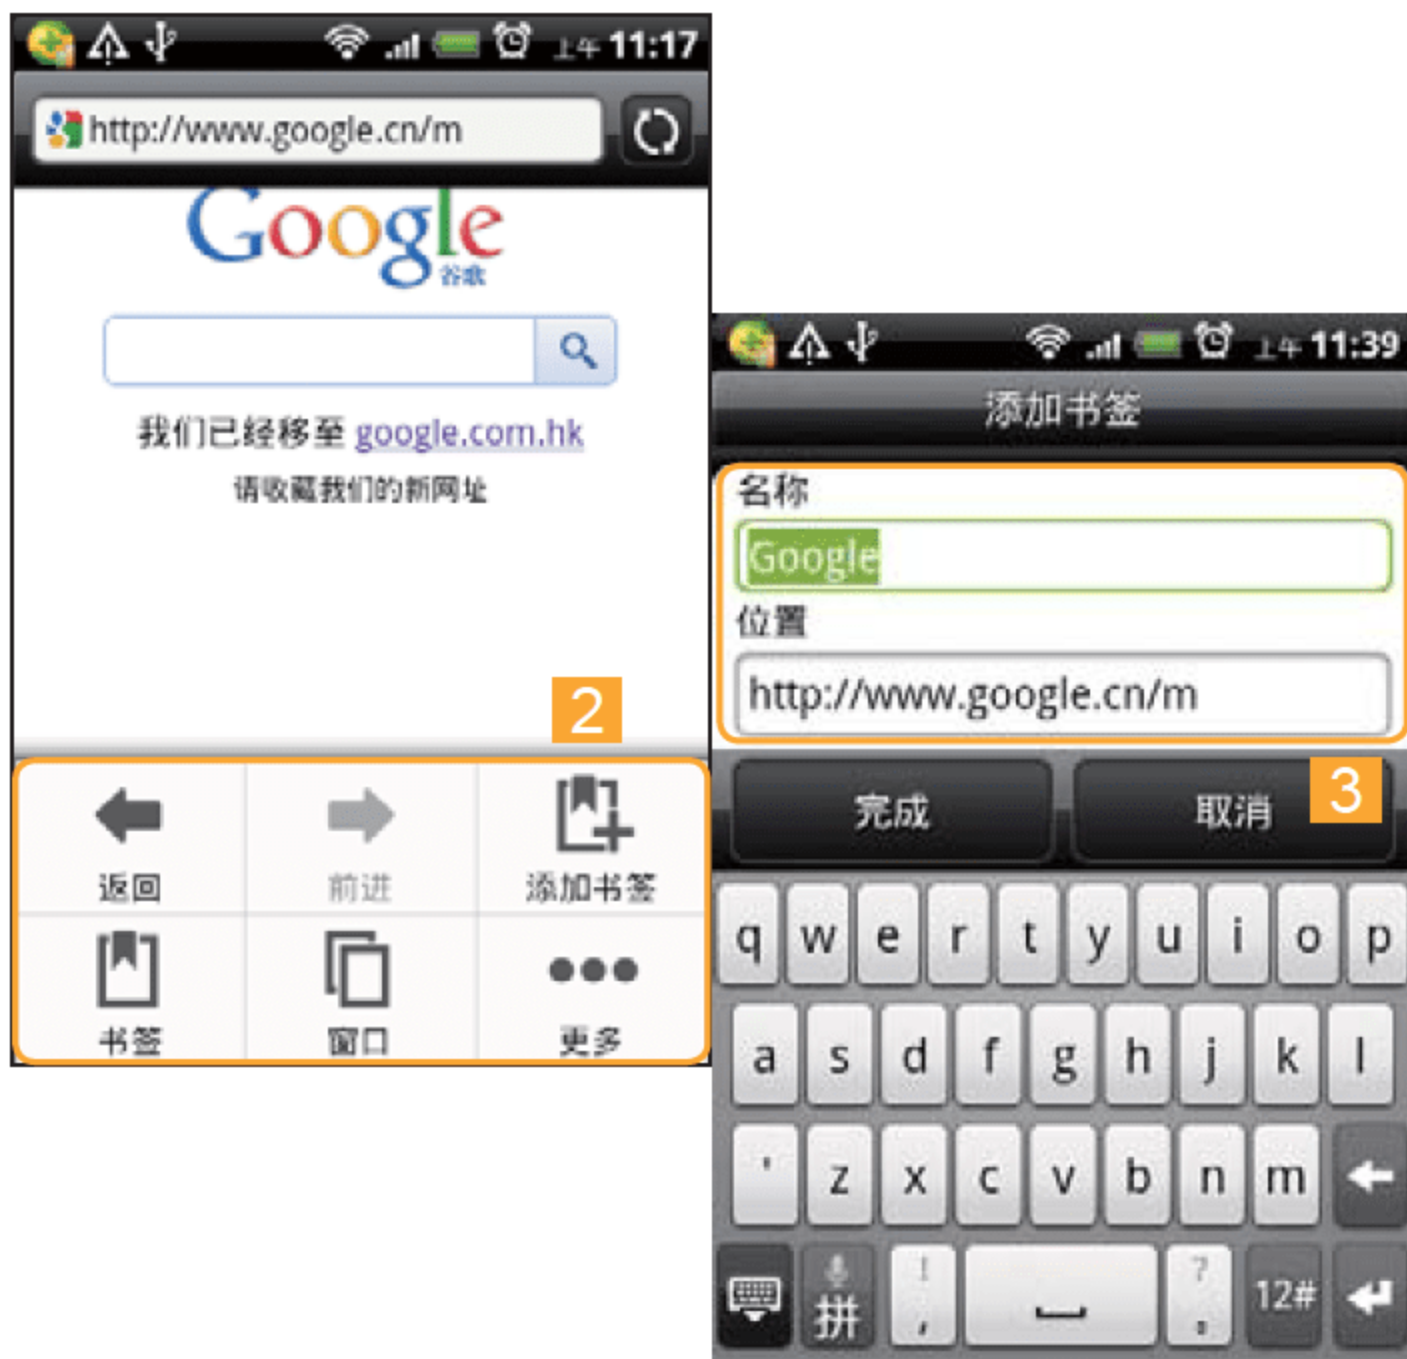 上午 11:17
http://www.google.cn/m
Google
谷歌
我们已经移至 google.com.hk
请收藏我们的新网址
2
返回
前进
添加书签
书签
窗口
更多
上午 11:39
添加书签
名称
Google
位置
http://www.google.cn/m
完成
取消
3
q w e r t y u i o p
a s d f g h j k l
' z x c v b n m
拼 ! , ? 。 12#